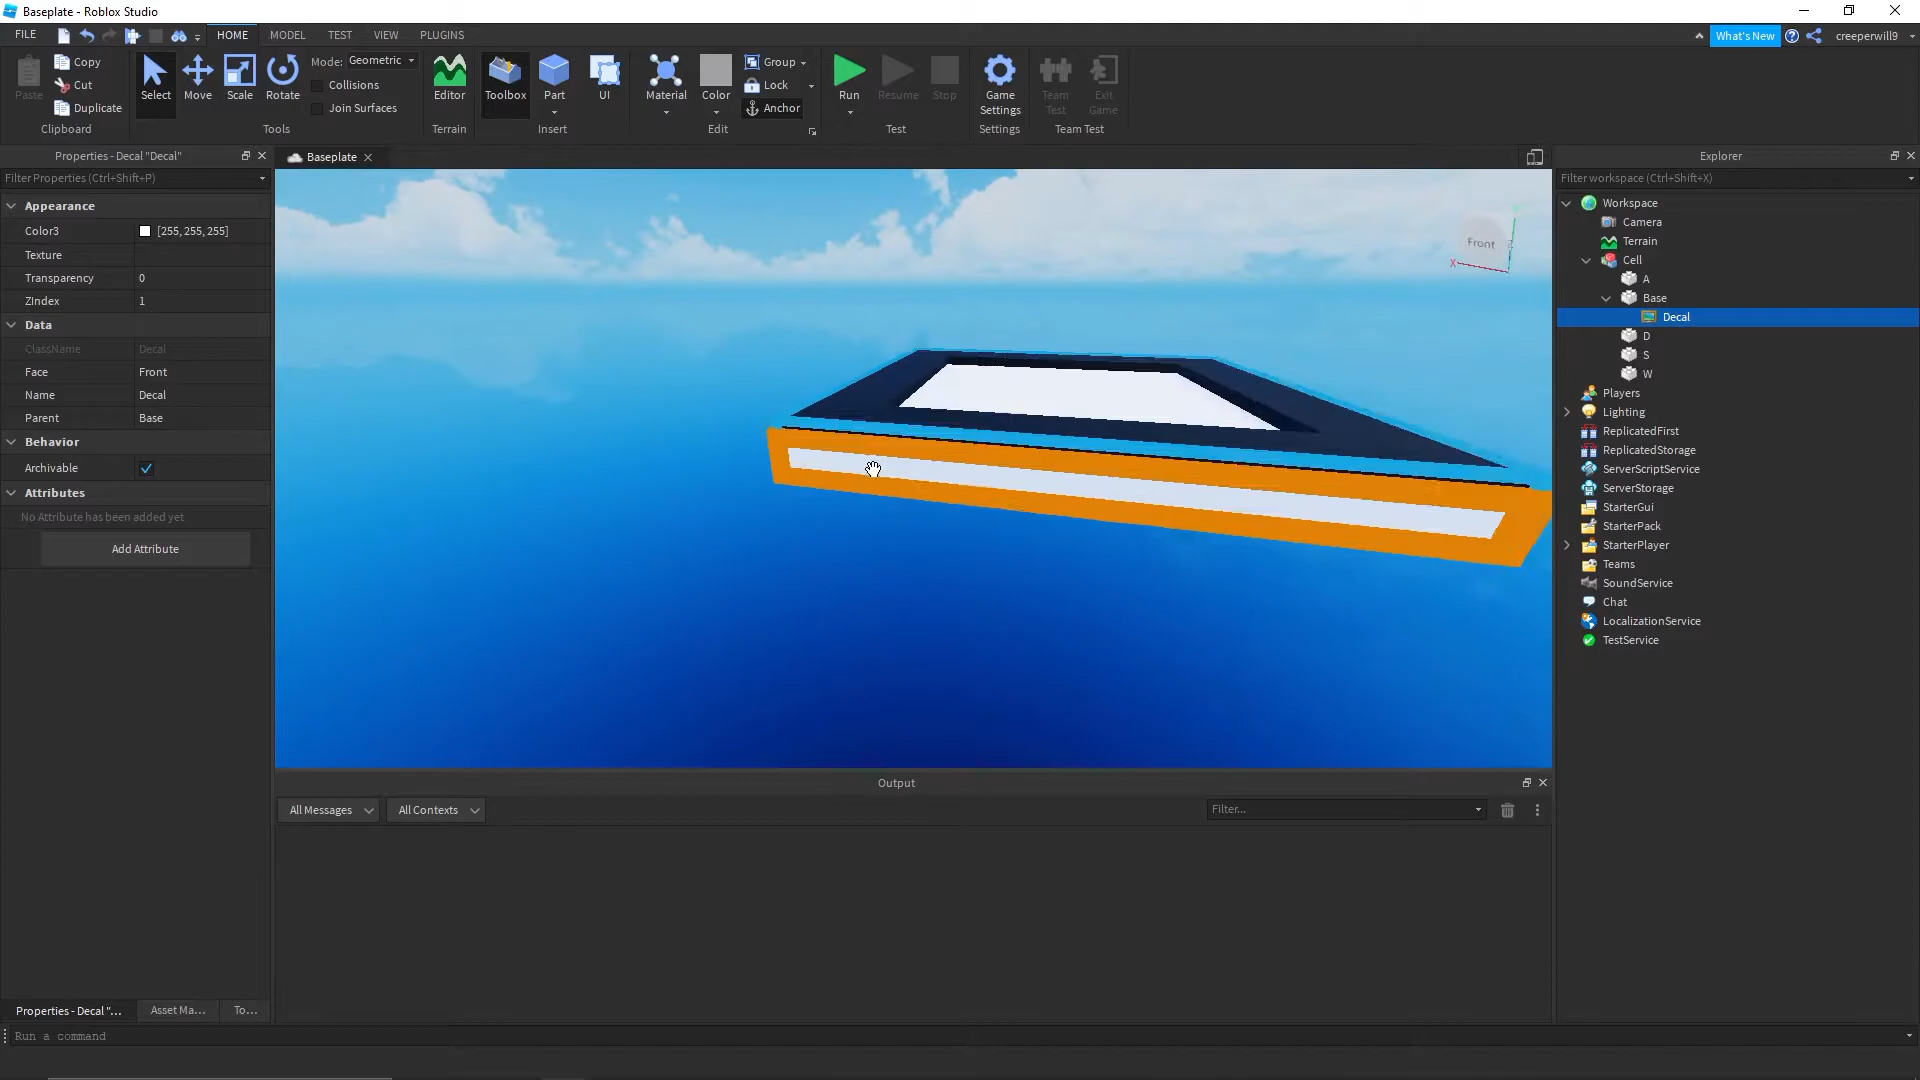 Baseplate - Roblox Studio
FILE
HOME
MODEL
TEST
VIEW
PLUGINS
What's New
creeperwill9
Paste
Copy
Cut
Duplicate
Clipboard
Select
Move
Scale
Rotate
Mode: Geometric
Collisions
Join Surfaces
Tools
Editor
Terrain
Toolbox
Part
UI
Insert
Material
Color
Group
Lock
Anchor
Edit
Run
Resume
Stop
Test
Game
Settings
Settings
Team
Test
Exit
Game
Team Test
Properties - Decal "Decal"
Filter Properties (Ctrl+Shift+P)
Appearance
Color3 [255, 255, 255]
Texture
Transparency 0
ZIndex 1
Data
ClassName Decal
Face Front
Name Decal
Parent Base
Behavior
Archivable
Attributes
No Attribute has been added yet
Add Attribute
Properties - Decal "...
Asset Ma...
To...
Baseplate
Front
X
Output
All Messages
All Contexts
Filter...
Explorer
Filter workspace (Ctrl+Shift+X)
Workspace
Camera
Terrain
Cell
A
Base
Decal
D
S
W
Players
Lighting
ReplicatedFirst
ReplicatedStorage
ServerScriptService
ServerStorage
StarterGui
StarterPack
StarterPlayer
Teams
SoundService
Chat
LocalizationService
TestService
Run a command